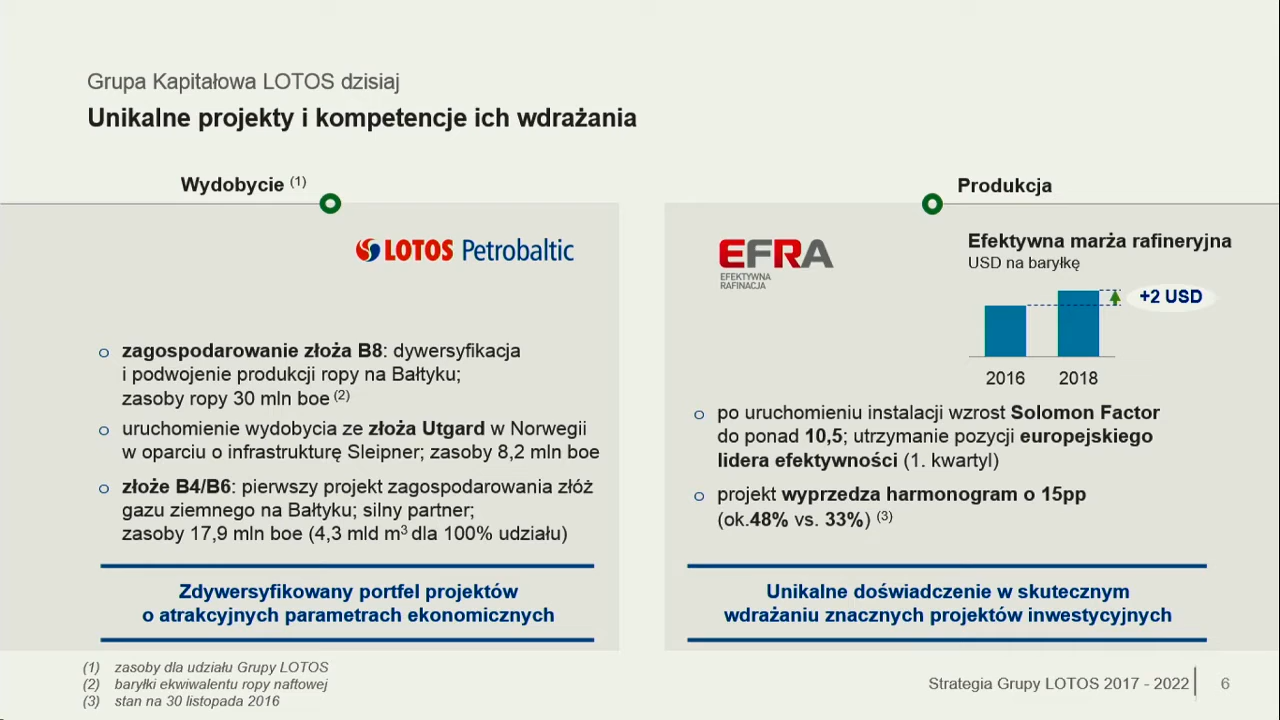 Grupa Kapitałowa LOTOS dzisiaj
Unikalne projekty i kompetencje ich wdrażania
Wydobycie (1)
LOTOS Petrobaltic
zagospodarowanie złoża B8: dywersyfikacja
i podwojenie produkcji ropy na Bałtyku;
zasoby ropy 30 mln boe (2)
uruchomienie wydobycia ze złoża Utgard w Norwegii
w oparciu o infrastrukturę Sleipner; zasoby 8,2 mln boe
złoże B4/B6: pierwszy projekt zagospodarowania złóż
gazu ziemnego na Bałtyku; silny partner;
zasoby 17,9 mln boe (4,3 mld m³ dla 100% udziału)
Zdywersyfikowany portfel projektów
o atrakcyjnych parametrach ekonomicznych
Produkcja
EFRA
EFEKTYWNA
RAFINACJA
Efektywna marża rafineryjna
USD na baryłkę
+2 USD
2016 2018
po uruchomieniu instalacji wzrost Solomon Factor
do ponad 10,5; utrzymanie pozycji europejskiego
lidera efektywności (1. kwartyl)
projekt wyprzedza harmonogram o 15pp
(ok.48% vs. 33%) (3)
Unikalne doświadczenie w skutecznym
wdrażaniu znacznych projektów inwestycyjnych
(1) zasoby dla udziału Grupy LOTOS
(2) baryłki ekwiwalentu ropy naftowej
(3) stan na 30 listopada 2016
Strategia Grupy LOTOS 2017 - 2022 6